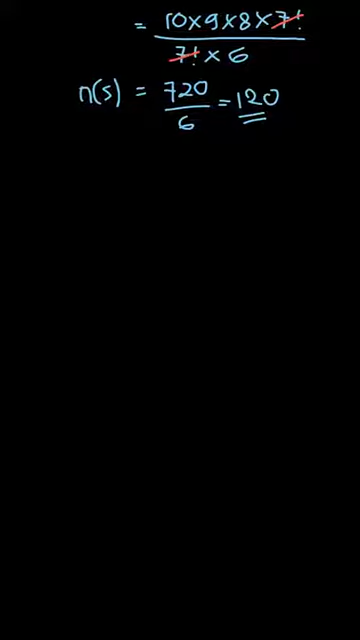 = 10×9×8×7! / 7!×6
n(s) = 720/6 = 120